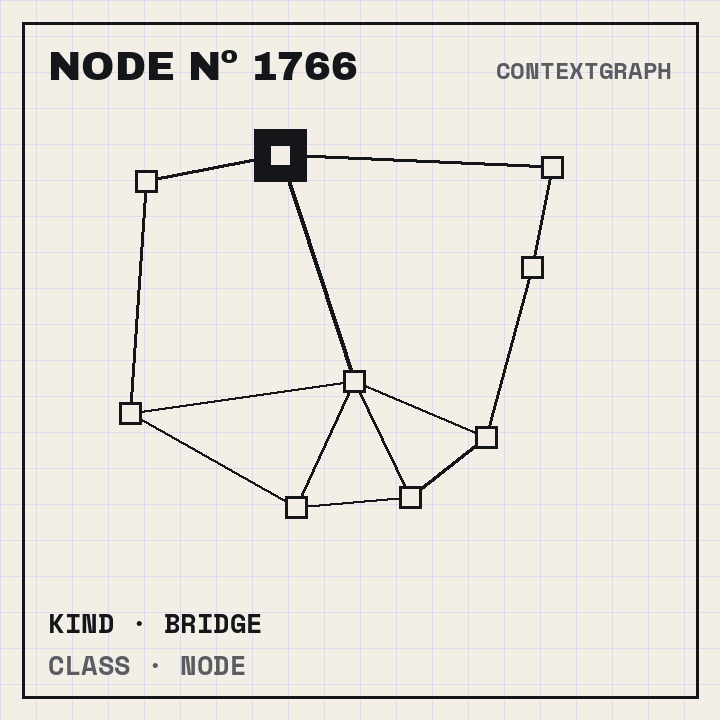 NODE Nº 1766
CONTEXTGRAPH
KIND · BRIDGE
CLASS · NODE